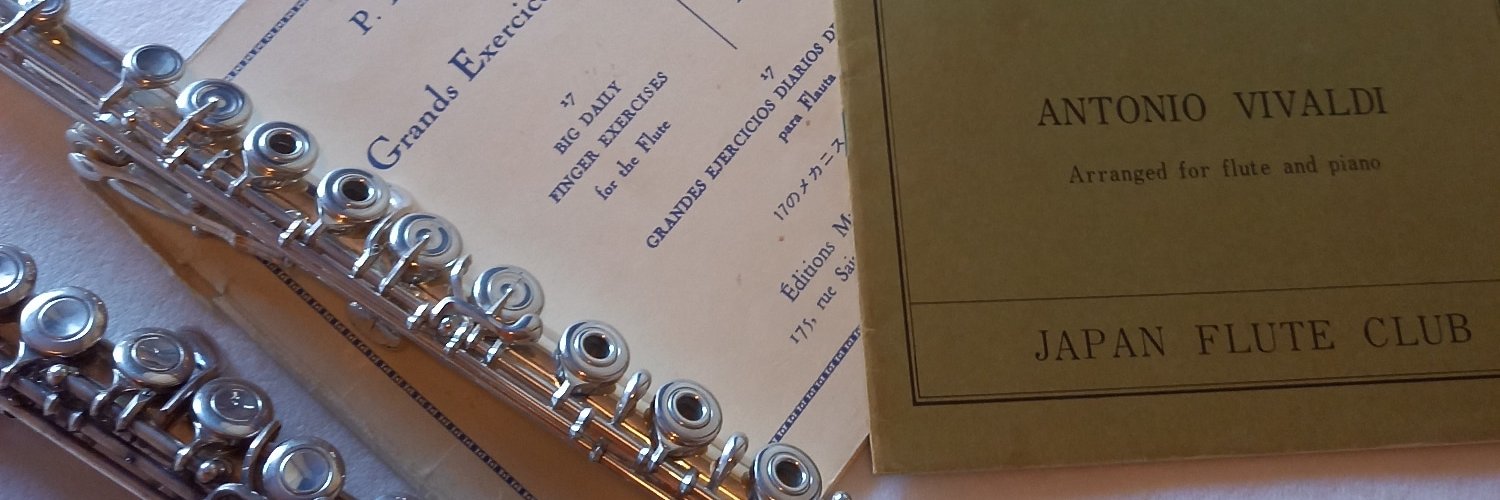 P.
Grands Exercic
17
BIG DAILY
FINGER EXERCISES
for the Flute
17
GRANDES EJERCICIOS DIARIOS D
para Flauta
17のメカニス
Éditions M
175, rue Sai
ANTONIO VIVALDI
Arranged for flute and piano
JAPAN FLUTE CLUB